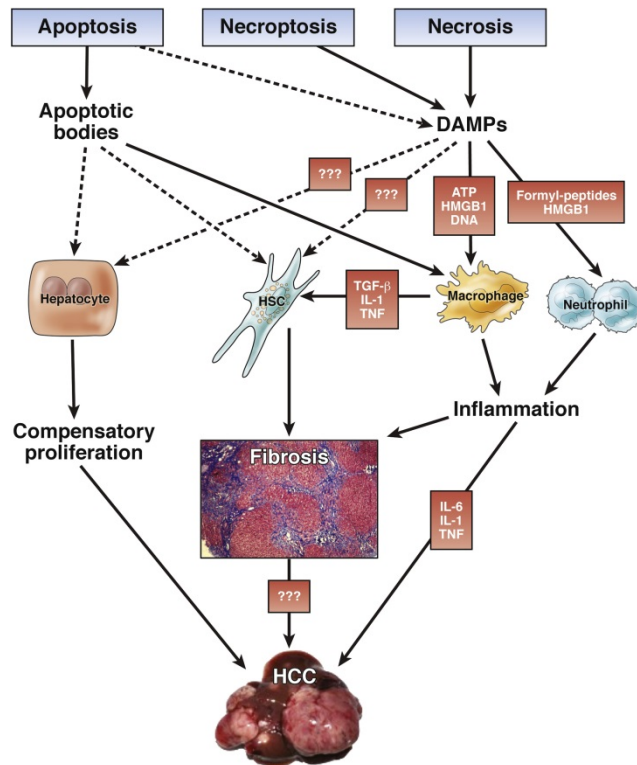 Apoptosis
Necroptosis
Necrosis
Apoptotic
bodies
DAMPs
???
???
ATP
HMGB1
DNA
Formyl-peptides
HMGB1
Hepatocyte
HSC
TGF-β
IL-1
TNF
Macrophage
Neutrophil
Compensatory
proliferation
Inflammation
Fibrosis
IL-6
IL-1
TNF
???
HCC